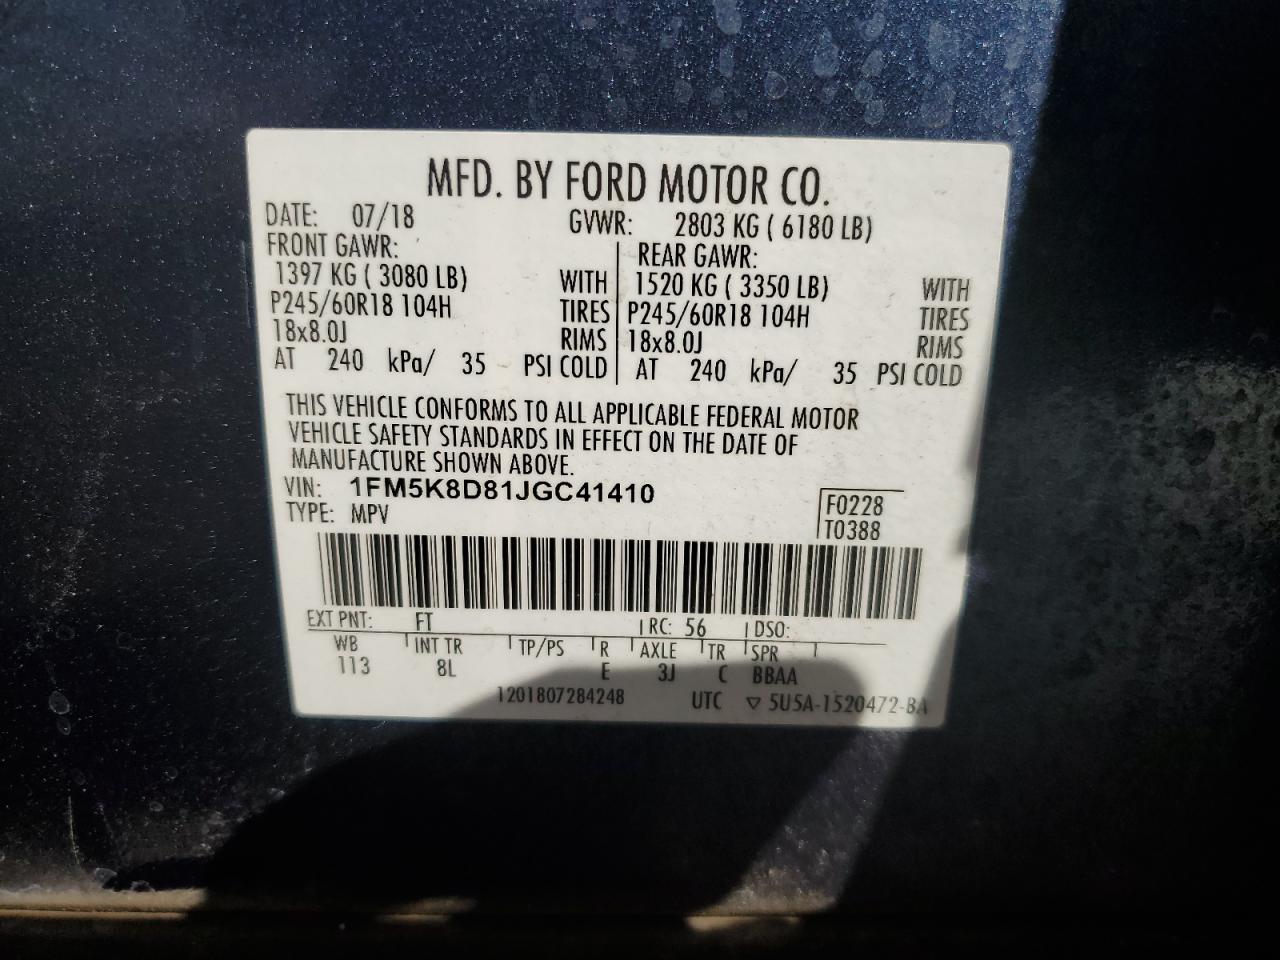 MFD. BY FORD MOTOR CO.
DATE: 07/18 GVWR: 2803 KG ( 6180 LB)
FRONT GAWR: REAR GAWR:
1397 KG ( 3080 LB) WITH 1520 KG ( 3350 LB) WITH
P245/60R18 104H TIRES P245/60R18 104H TIRES
18x8.0J RIMS 18x8.0J RIMS
AT 240 kPa/ 35 PSI COLD AT 240 kPa/ 35 PSI COLD
THIS VEHICLE CONFORMS TO ALL APPLICABLE FEDERAL MOTOR
VEHICLE SAFETY STANDARDS IN EFFECT ON THE DATE OF
MANUFACTURE SHOWN ABOVE.
VIN: 1FM5K8D81JGC41410 F0228
TYPE: MPV T0388
EXT PNT: FT RC: 56 DSO:
WB INT TR TP/PS R AXLE TR SPR
113 8L E 3J C BBAA
1201807284248 UTC ▽ 5U5A-1520472-BA